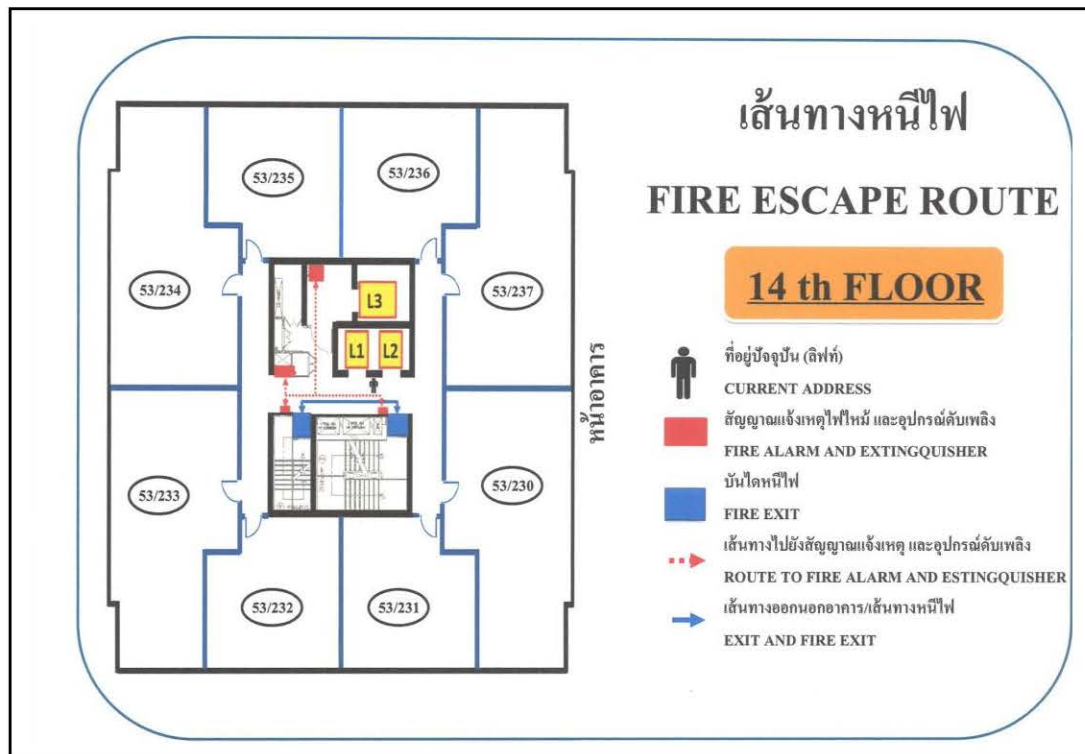 เส้นทางหนีไฟ
FIRE ESCAPE ROUTE
14 th FLOOR
53/235
53/236
53/234
53/237
L3
L1
L2
หน้าอาคาร
53/233
53/230
53/232
53/231
ที่อยู่ปัจจุบัน (ลิฟท์)
CURRENT ADDRESS
สัญญาณแจ้งเหตุไฟไหม้ และอุปกรณ์ดับเพลิง
FIRE ALARM AND EXTINGQUISHER
บันไดหนีไฟ
FIRE EXIT
เส้นทางไปยังสัญญาณแจ้งเหตุ และอุปกรณ์ดับเพลิง
ROUTE TO FIRE ALARM AND ESTINGQUISHER
เส้นทางออกนอกอาคาร/เส้นทางหนีไฟ
EXIT AND FIRE EXIT